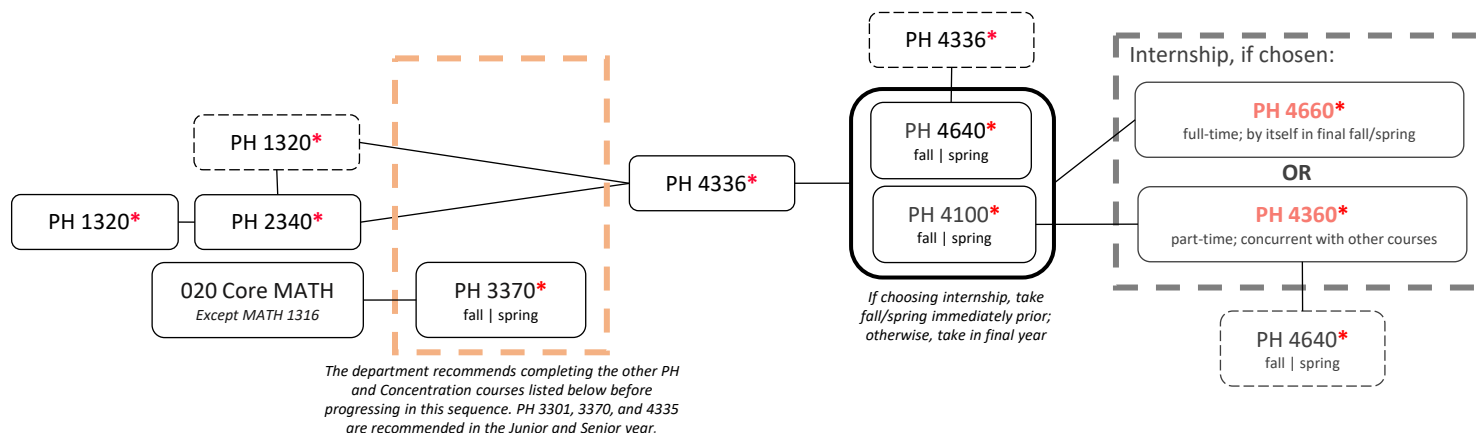 PH 4336*
Internship, if chosen:
PH 4660*
full-time; by itself in final fall/spring
OR
PH 4360*
part-time; concurrent with other courses
PH 4640*
fall | spring
PH 4640*
fall | spring
PH 4100*
fall | spring
If choosing internship, take
fall/spring immediately prior;
otherwise, take in final year
PH 1320*
PH 1320*
PH 2340*
PH 4336*
020 Core MATH
Except MATH 1316
PH 3370*
fall | spring
The department recommends completing the other PH
and Concentration courses listed below before
progressing in this sequence. PH 3301, 3370, and 4335
are recommended in the Junior and Senior year.